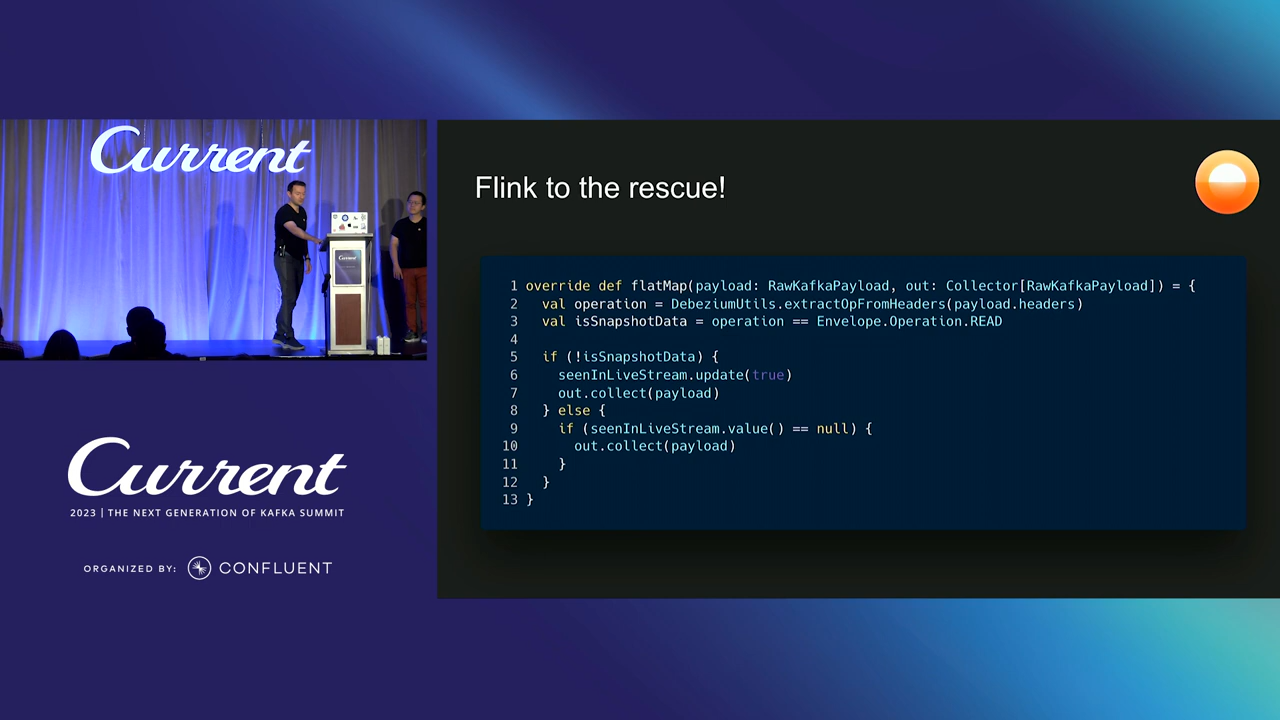 Current
Current
Current
2023 | THE NEXT GENERATION OF KAFKA SUMMIT
ORGANIZED BY: CONFLUENT
Flink to the rescue!
1 override def flatMap(payload: RawKafkaPayload, out: Collector[RawKafkaPayload]) = {
2   val operation = DebeziumUtils.extractOpFromHeaders(payload.headers)
3   val isSnapshotData = operation == Envelope.Operation.READ
4
5   if (!isSnapshotData) {
6     seenInLiveStream.update(true)
7     out.collect(payload)
8   } else {
9     if (seenInLiveStream.value() == null) {
10       out.collect(payload)
11     }
12   }
13 }